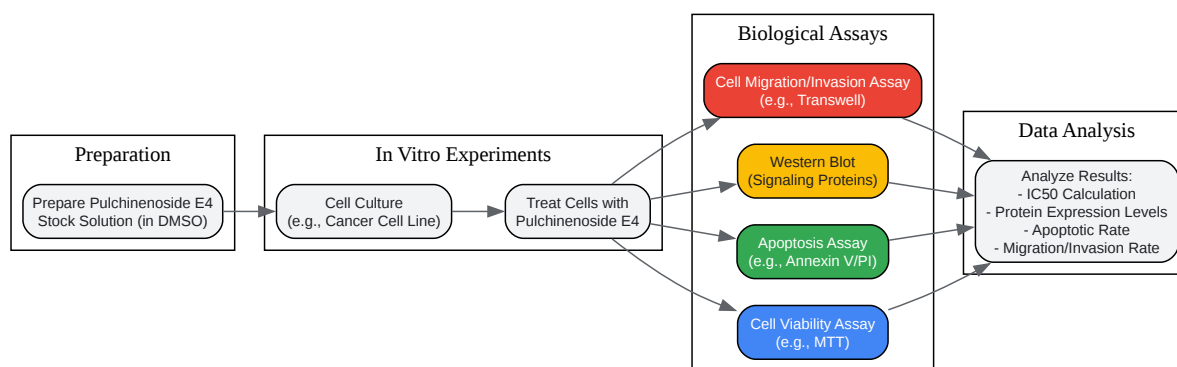 Preparation
Prepare Pulchinenoside E4
Stock Solution (in DMSO)
In Vitro Experiments
Cell Culture
(e.g., Cancer Cell Line)
Treat Cells with
Pulchinenoside E4
Biological Assays
Cell Migration/Invasion Assay
(e.g., Transwell)
Western Blot
(Signaling Proteins)
Apoptosis Assay
(e.g., Annexin V/PI)
Cell Viability Assay
(e.g., MTT)
Data Analysis
Analyze Results:
- IC50 Calculation
- Protein Expression Levels
- Apoptotic Rate
- Migration/Invasion Rate